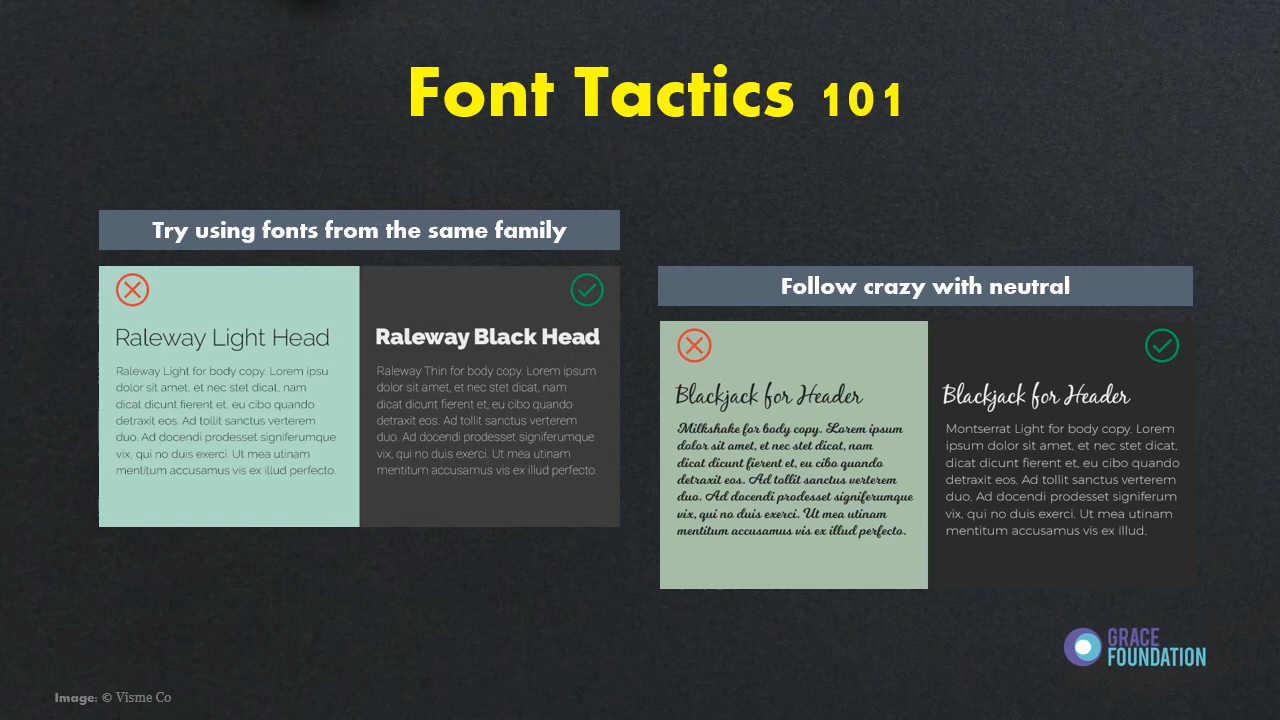 Font Tactics 101
Try using fonts from the same family
Raleway Light Head
Raleway Light for body copy. Lorem ipsu
dolor sit amet, et nec stet dicat, nam
dicat dicunt fierent et, eu cibo quando
detraxit eos. Ad tollit sanctus verterem
duo. Ad docendi prodesset signiferumque
vix, qui no duis exerci. Ut mea utinam
mentitum accusamus vis ex illud perfecto.
Raleway Black Head
Raleway Thin for body copy. Lorem ipsum
dolor sit amet, et nec stet dicat, nam
dicat dicunt fierent et, eu cibo quando
detraxit eos. Ad tollit sanctus verterem
duo. Ad docendi prodesset signiferumque
vix, qui no duis exerci. Ut mea utinam
mentitum accusamus vis ex illud perfecto.
Follow crazy with neutral
Blackjack for Header
Milkshake for body copy. Lorem ipsum
dolor sit amet, et nec stet dicat, nam
dicat dicunt fierent et, eu cibo quando
detraxit eos. Ad tollit sanctus verterem
duo. Ad docendi prodesset signiferumque
vix, qui no duis exerci. Ut mea utinam
mentitum accusamus vis ex illud perfecto.
Blackjack for Header
Montserrat Light for body copy. Lorem
ipsum dolor sit amet, et nec stet dicat,
dicat dicunt fierent et, eu cibo quando
detraxit eos. Ad tollit sanctus verterem
duo. Ad docendi prodesset signiferum
vix, qui no duis exerci. Ut mea utinam
mentitum accusamus vis ex illud.
GRACE
FOUNDATION
Image: © Visme Co